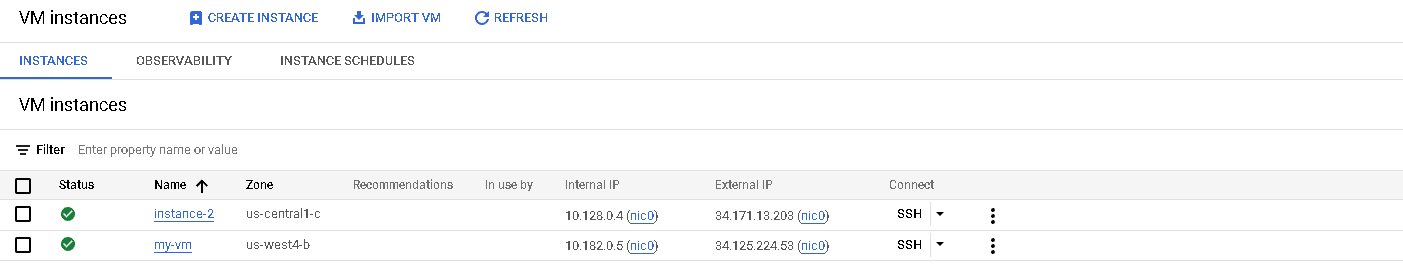 VM instances CREATE INSTANCE IMPORT VM REFRESH
INSTANCES OBSERVABILITY INSTANCE SCHEDULES
VM instances
Filter Enter property name or value
Status Name Zone Recommendations In use by Internal IP External IP Connect
instance-2 us-central1-c 10.128.0.4 (nic0) 34.171.13.203 (nic0) SSH
my-vm us-west4-b 10.182.0.5 (nic0) 34.125.224.53 (nic0) SSH